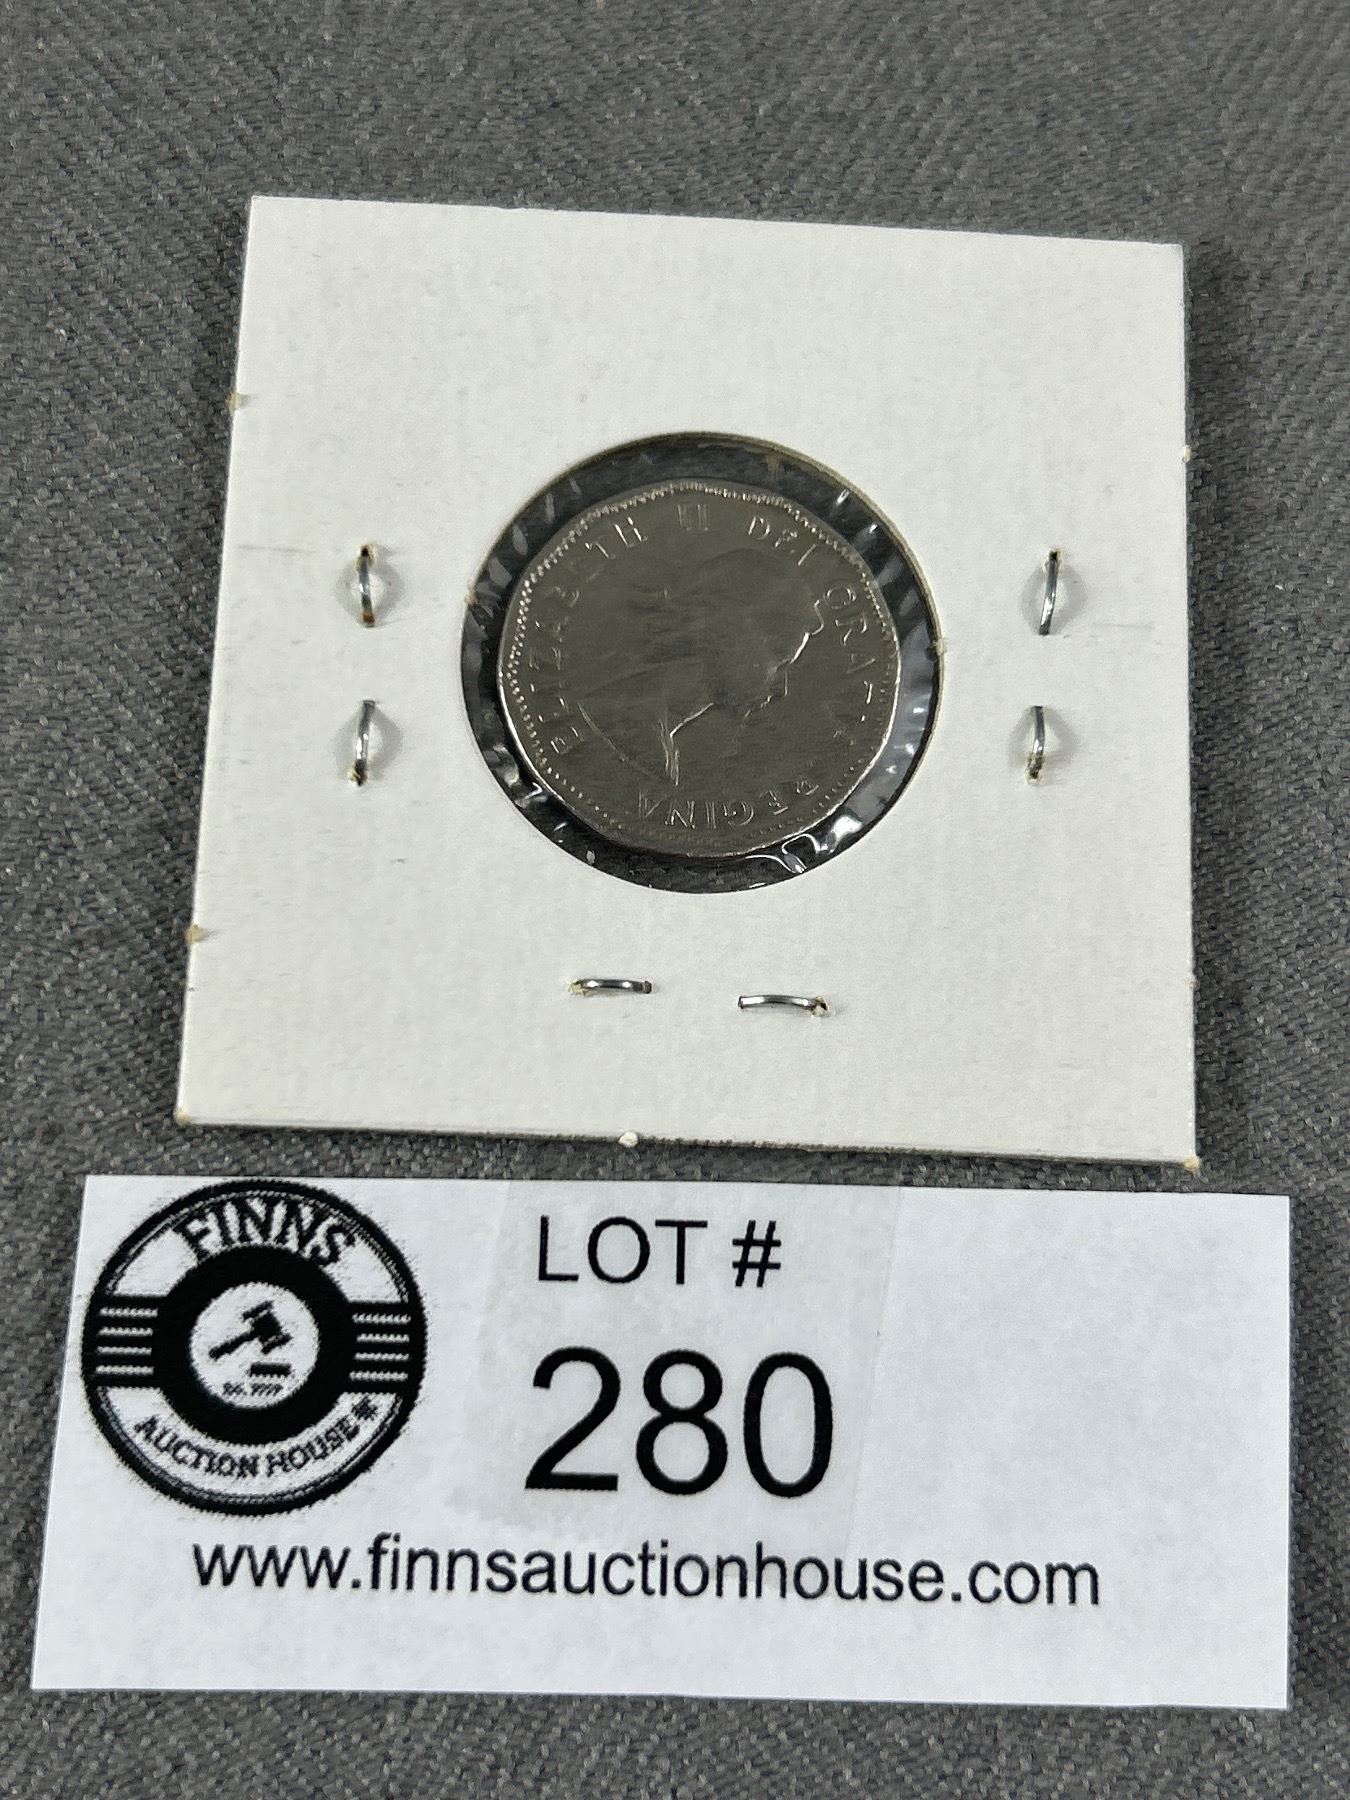 ELIZABETH II DEI GRATIA REGINA
FINNS
AUCTION HOUSE
LOT #
280
www.finnsauctionhouse.com